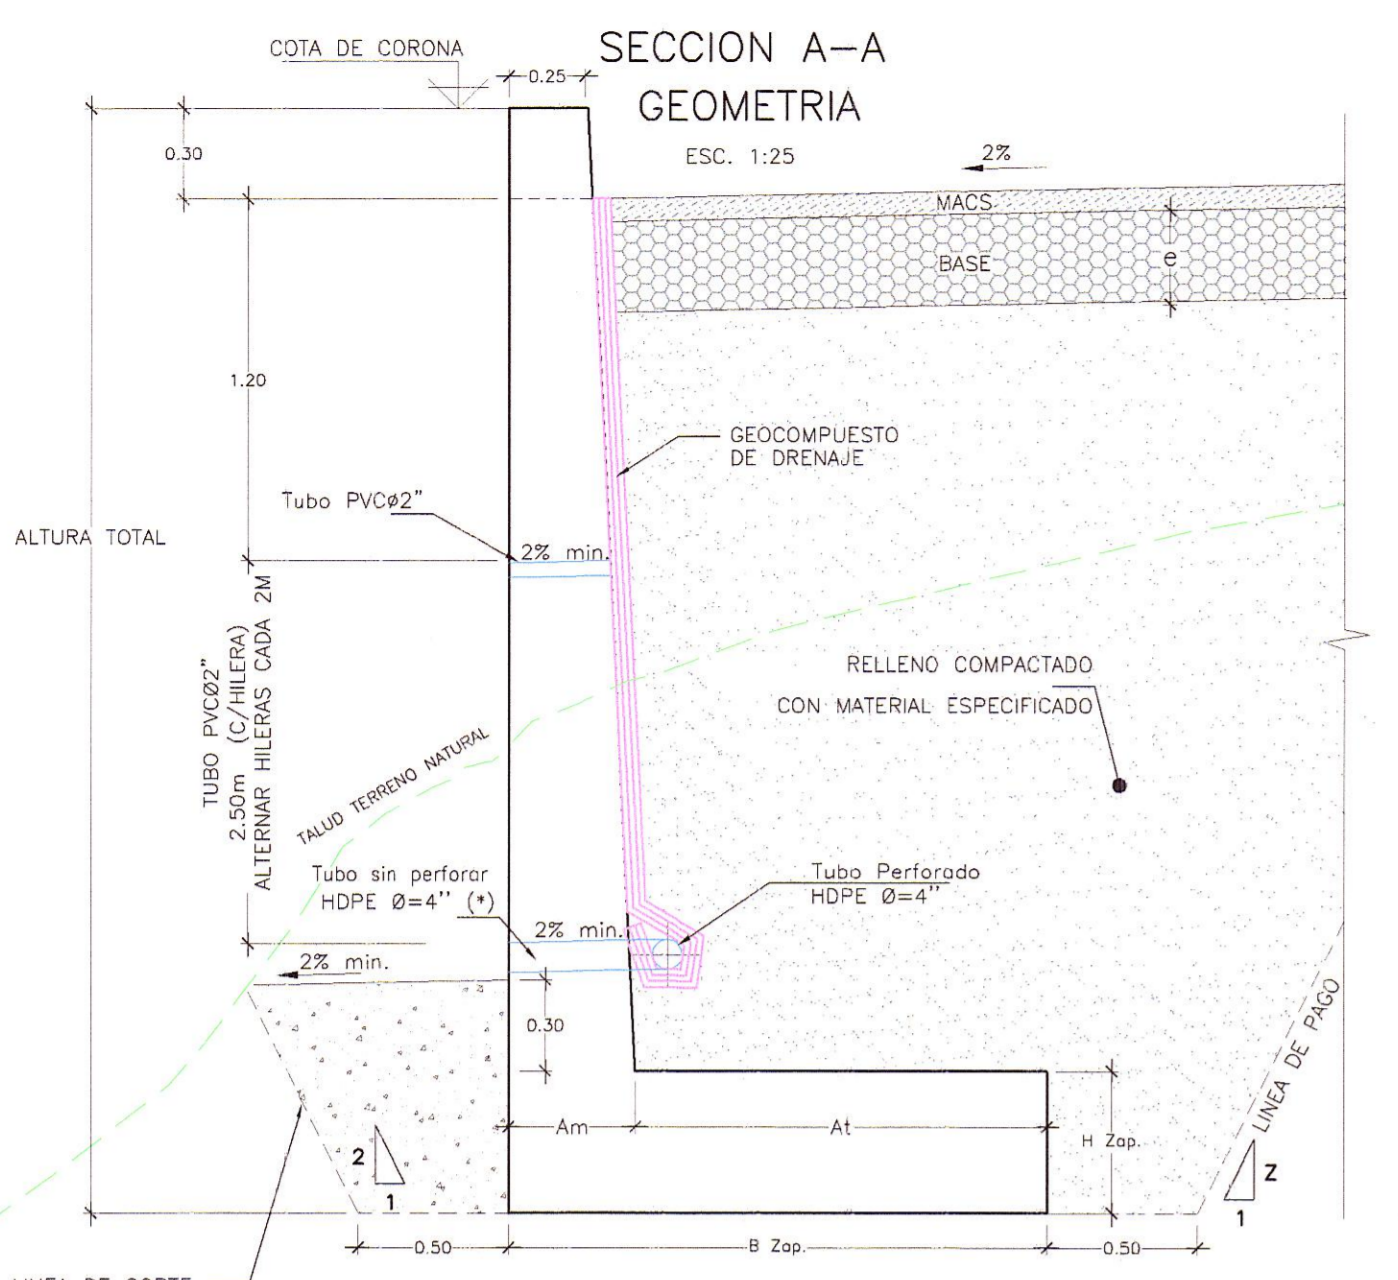 COTA DE CORONA
SECCION A-A
GEOMETRIA
ESC. 1:25
0.25
0.30
2%
MACS
BASE
e
1.20
GEOCOMPUESTO
DE DRENAJE
Tubo PVCø2"
2% min.
ALTURA TOTAL
TUBO PVCØ2"
2.50m (C/HILERA)
ALTERNAR HILERAS CADA 2M
RELLENO COMPACTADO
CON MATERIAL ESPECIFICADO
TALUD TERRENO NATURAL
Tubo sin perforar
HDPE Ø=4" (*)
Tubo Perforado
HDPE Ø=4"
2% min.
2% min.
0.30
LINEA DE PAGO
Am
At
H Zap.
2
1
Z
1
0.50
B Zap.
0.50
LINEA DE CORTE